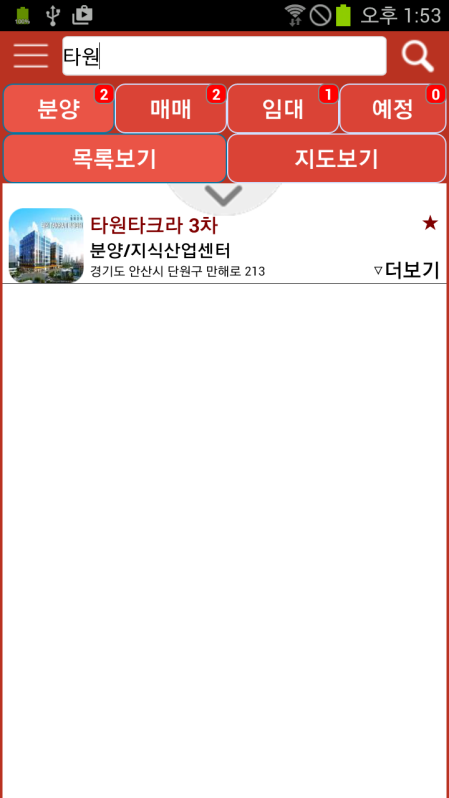 100%
오후 1:53
타원
분양 2 매매 2 임대 1 예정 0
목록보기 지도보기
타원타크라 3차
분양/지식산업센터
경기도 안산시 단원구 만해로 213
▽더보기